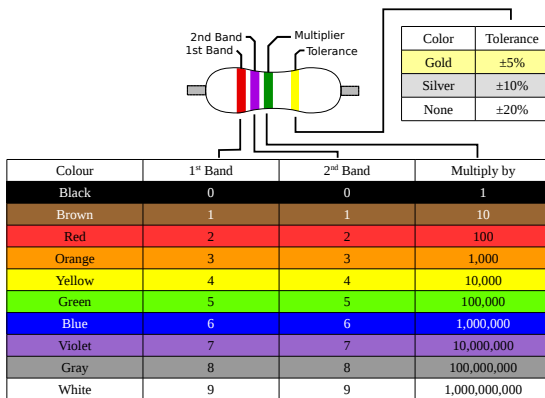 2nd Band
1st Band
Multiplier
Tolerance
Color Tolerance
Gold ±5%
Silver ±10%
None ±20%
Colour 1st Band 2nd Band Multiply by
Black 0 0 1
Brown 1 1 10
Red 2 2 100
Orange 3 3 1,000
Yellow 4 4 10,000
Green 5 5 100,000
Blue 6 6 1,000,000
Violet 7 7 10,000,000
Gray 8 8 100,000,000
White 9 9 1,000,000,000